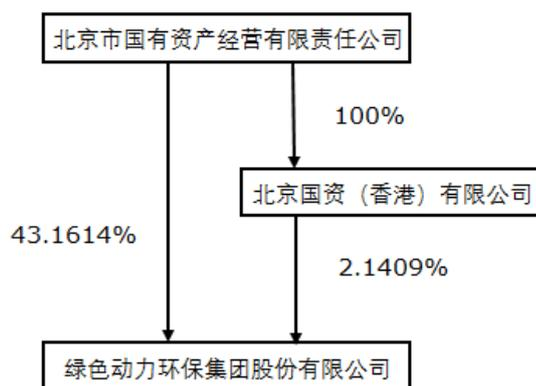 北京市国有资产经营有限责任公司
100%
北京国资（香港）有限公司
43.1614%
2.1409%
绿色动力环保集团股份有限公司